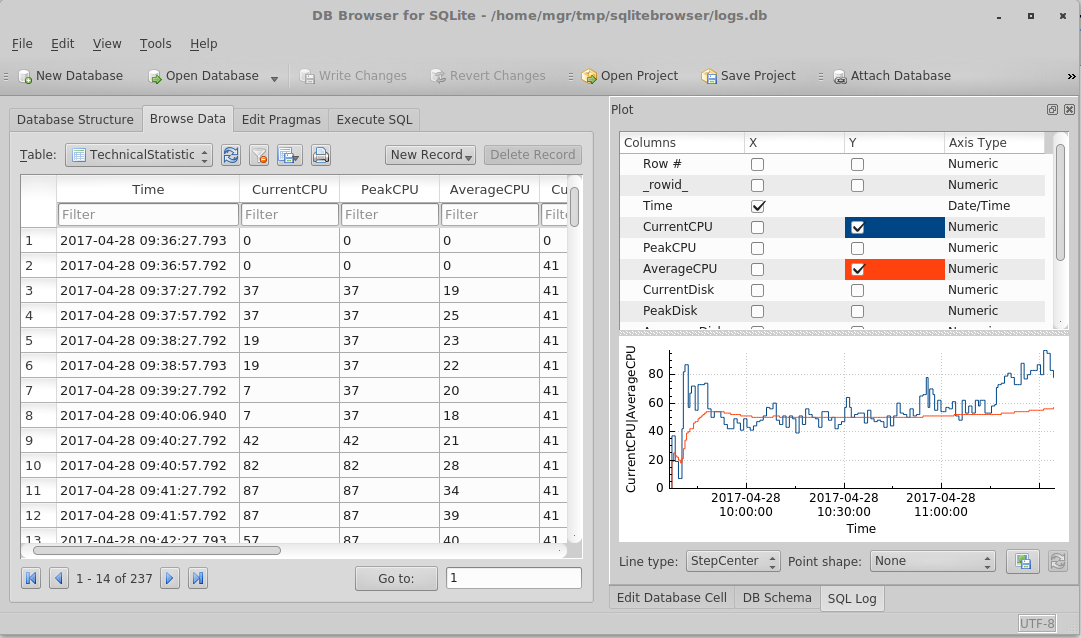 DB Browser for SQLite - /home/mgr/tmp/sqlitebrowser/logs.db
File Edit View Tools Help
New Database Open Database Write Changes Revert Changes Open Project Save Project Attach Database »
Database Structure Browse Data Edit Pragmas Execute SQL
Table: TechnicalStatistic New Record Delete Record
Time CurrentCPU PeakCPU AverageCPU Cu
Filter Filter Filter Filter Filt
1 2017-04-28 09:36:27.793 0 0 0 0
2 2017-04-28 09:36:57.792 0 0 0 41
3 2017-04-28 09:37:27.792 37 37 19 41
4 2017-04-28 09:37:57.792 37 37 25 41
5 2017-04-28 09:38:27.792 19 37 23 41
6 2017-04-28 09:38:57.793 19 37 22 41
7 2017-04-28 09:39:27.792 7 37 20 41
8 2017-04-28 09:40:06.940 7 37 18 41
9 2017-04-28 09:40:27.792 42 42 21 41
10 2017-04-28 09:40:57.792 82 82 28 41
11 2017-04-28 09:41:27.792 87 87 34 41
12 2017-04-28 09:41:57.792 87 87 39 41
13 2017-04-28 09:42:27.793 57 87 40 41
1 - 14 of 237 Go to: 1
Plot
Columns X Y Axis Type
Row # Numeric
_rowid_ Numeric
Time Date/Time
CurrentCPU Numeric
PeakCPU Numeric
AverageCPU Numeric
CurrentDisk Numeric
PeakDisk Numeric
CurrentCPU|AverageCPU
80
60
40
20
0
2017-04-28 2017-04-28 2017-04-28
10:00:00 10:30:00 11:00:00
Time
Line type: StepCenter Point shape: None
Edit Database Cell DB Schema SQL Log
UTF-8